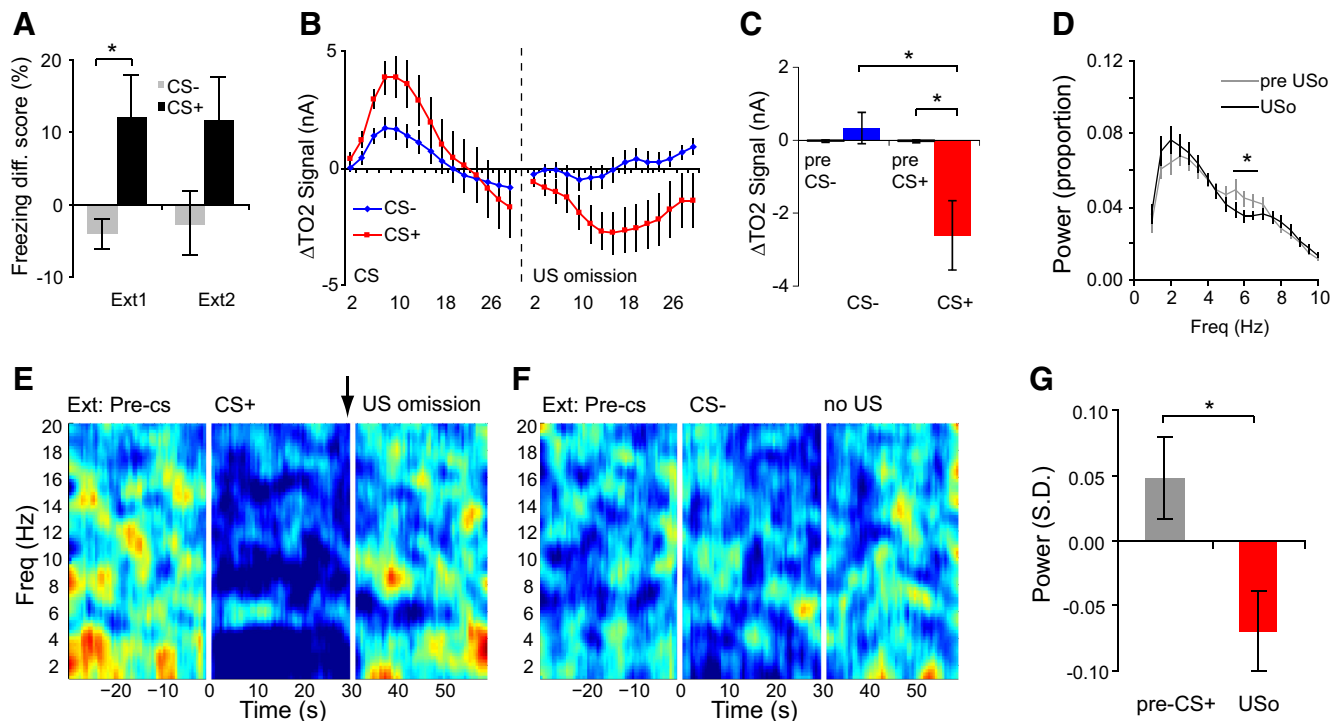 A
Freezing diff. score (%)
20
10
0
-10
*
CS-
CS+
Ext1
Ext2
B
ΔTO2 Signal (nA)
5
0
-5
CS-
CS+
CS
US omission
2
10
18
26
2
10
18
26
C
ΔTO2 Signal (nA)
2
0
-2
-4
*
*
pre
CS-
pre
CS+
CS-
CS+
D
Power (proportion)
0.12
0.08
0.04
0.00
pre USo
USo
*
0
2
4
6
8
10
Freq (Hz)
E
Ext: Pre-cs
CS+
US omission
Freq (Hz)
20
18
16
14
12
10
8
6
4
2
−20
−10
0
10
20
30
40
50
Time (s)
F
Ext: Pre-cs
CS-
no US
20
18
16
14
12
10
8
6
4
2
−20
−10
0
10
20
30
40
50
Time (s)
G
Power (S.D.)
0.10
0.05
0.00
-0.05
-0.10
*
pre-CS+
USo